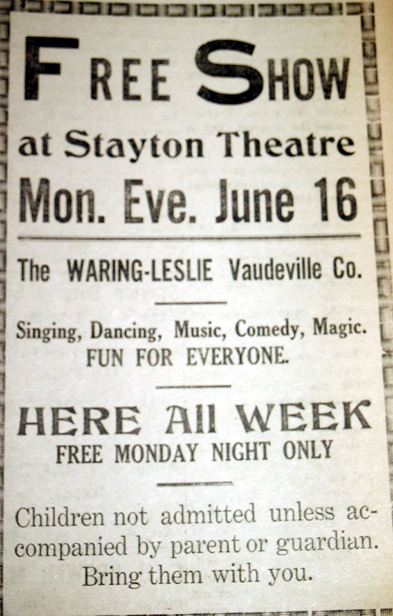 FREE SHOW
at Stayton Theatre
Mon. Eve. June 16
The WARING-LESLIE Vaudeville Co.
Singing, Dancing, Music, Comedy, Magic.
FUN FOR EVERYONE.
HERE All WEEK
FREE MONDAY NIGHT ONLY
Children not admitted unless ac-
companied by parent or guardian.
Bring them with you.